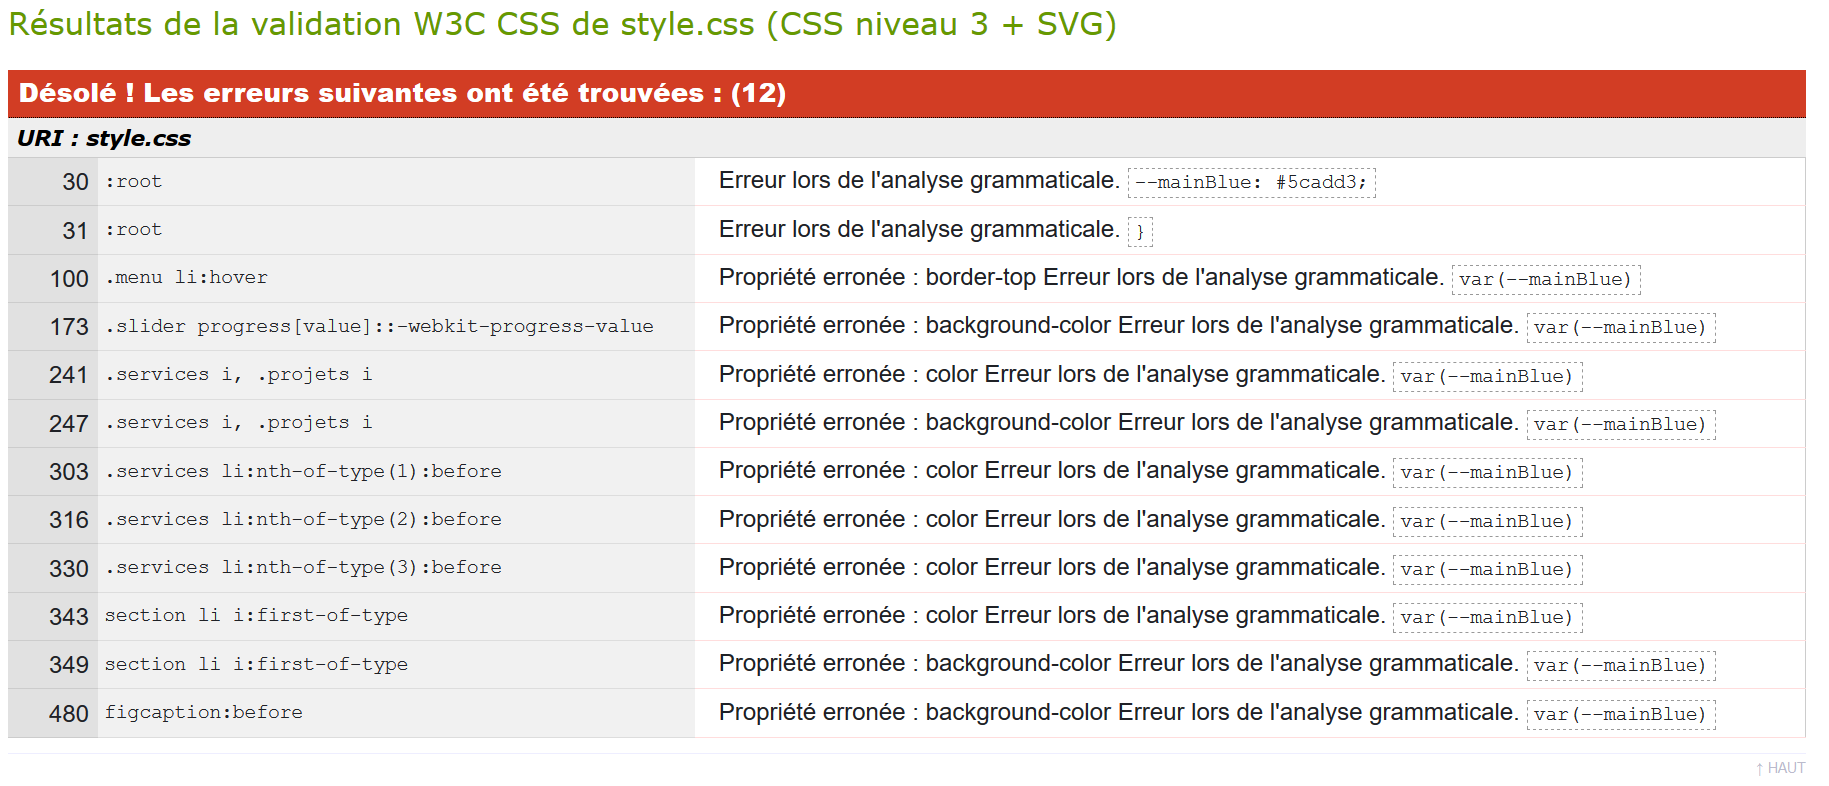 Résultats de la validation W3C CSS de style.css (CSS niveau 3 + SVG)
Désolé ! Les erreurs suivantes ont été trouvées : (12)
URI : style.css
30 :root Erreur lors de l'analyse grammaticale. --mainBlue: #5cadd3;
31 :root Erreur lors de l'analyse grammaticale. }
100 .menu li:hover Propriété erronée : border-top Erreur lors de l'analyse grammaticale. var(--mainBlue)
173 .slider progress[value]::-webkit-progress-value Propriété erronée : background-color Erreur lors de l'analyse grammaticale. var(--mainBlue)
241 .services i, .projets i Propriété erronée : color Erreur lors de l'analyse grammaticale. var(--mainBlue)
247 .services i, .projets i Propriété erronée : background-color Erreur lors de l'analyse grammaticale. var(--mainBlue)
303 .services li:nth-of-type(1):before Propriété erronée : color Erreur lors de l'analyse grammaticale. var(--mainBlue)
316 .services li:nth-of-type(2):before Propriété erronée : color Erreur lors de l'analyse grammaticale. var(--mainBlue)
330 .services li:nth-of-type(3):before Propriété erronée : color Erreur lors de l'analyse grammaticale. var(--mainBlue)
343 section li i:first-of-type Propriété erronée : color Erreur lors de l'analyse grammaticale. var(--mainBlue)
349 section li i:first-of-type Propriété erronée : background-color Erreur lors de l'analyse grammaticale. var(--mainBlue)
480 figcaption:before Propriété erronée : background-color Erreur lors de l'analyse grammaticale. var(--mainBlue)
↑ HAUT